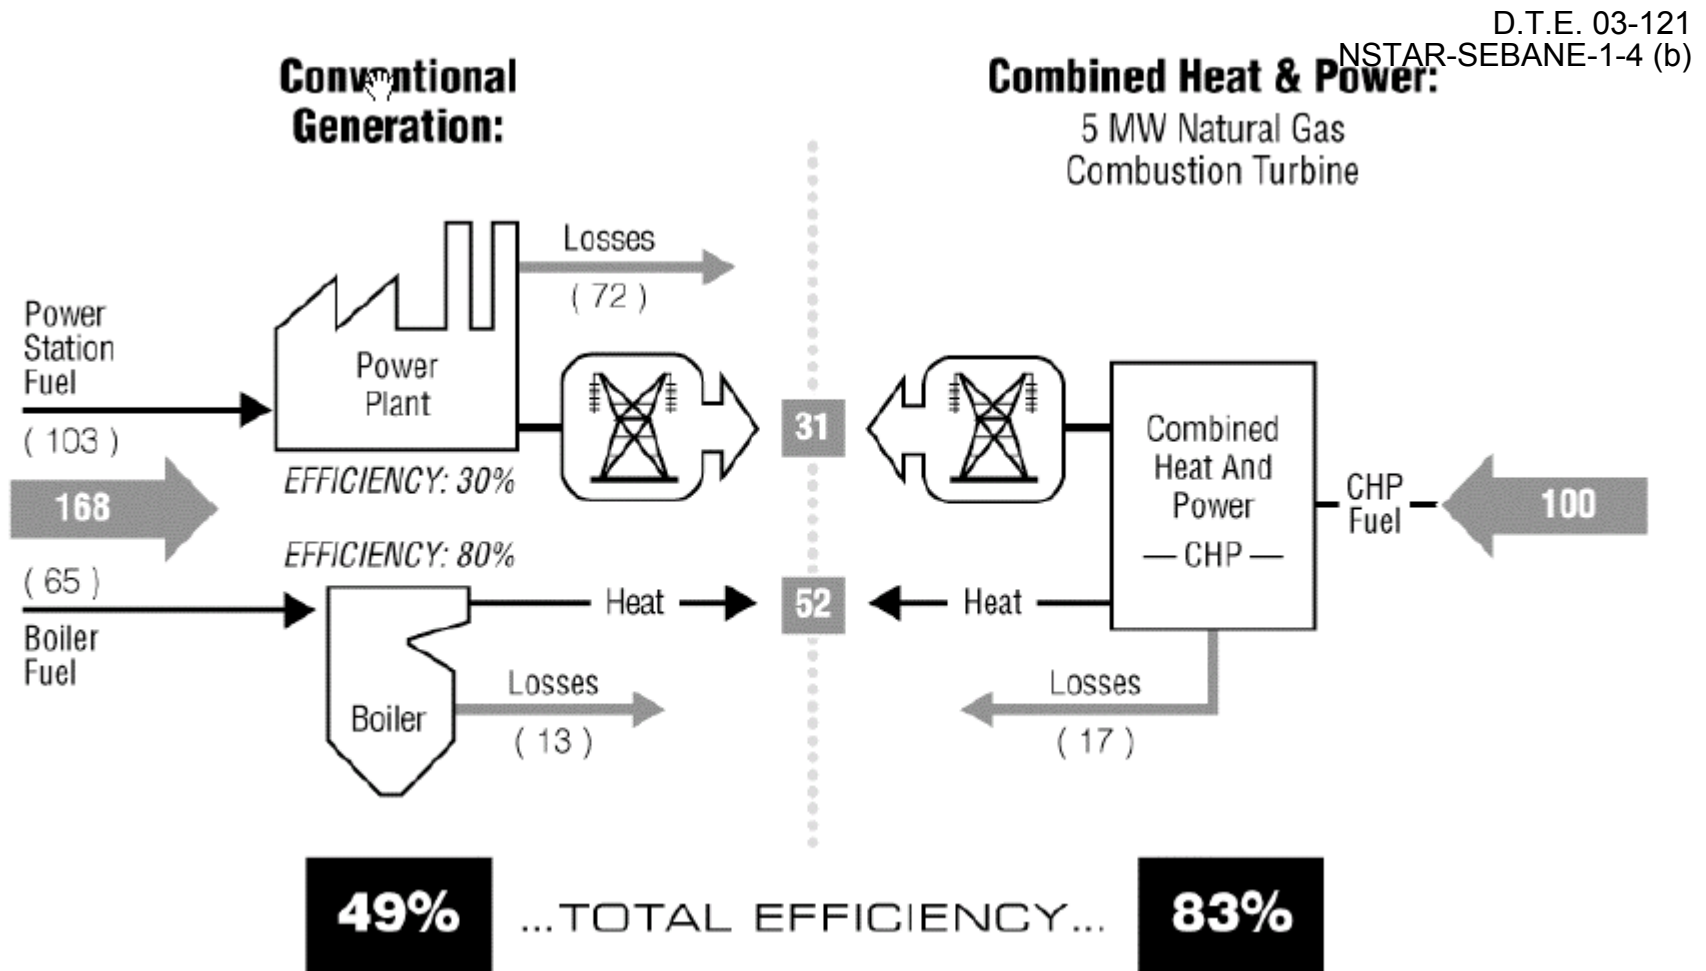 D.T.E. 03-121
NSTAR-SEBANE-1-4 (b)
Conventional
Generation:
Combined Heat & Power:
5 MW Natural Gas
Combustion Turbine
Losses
( 72 )
Power
Station
Fuel
( 103 )
Power
Plant
EFFICIENCY: 30%
168
31
Combined
Heat And
Power
— CHP —
CHP
Fuel
100
EFFICIENCY: 80%
( 65 )
Boiler
Fuel
Heat
52
Heat
Boiler
Losses
( 13 )
Losses
( 17 )
49% ...TOTAL EFFICIENCY... 83%